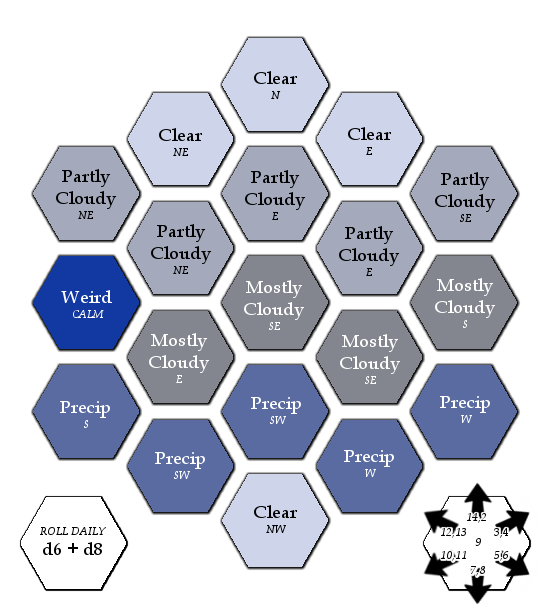 Clear
N
Clear
NE
Clear
E
Partly
Cloudy
NE
Partly
Cloudy
E
Partly
Cloudy
SE
Partly
Cloudy
NE
Partly
Cloudy
E
Weird
CALM
Mostly
Cloudy
SE
Mostly
Cloudy
S
Mostly
Cloudy
E
Mostly
Cloudy
SE
Precip
S
Precip
SW
Precip
W
Precip
SW
Precip
W
Clear
NW
ROLL DAILY
d6 + d8
12,13
3,4
9
10,11
5,6
7,8